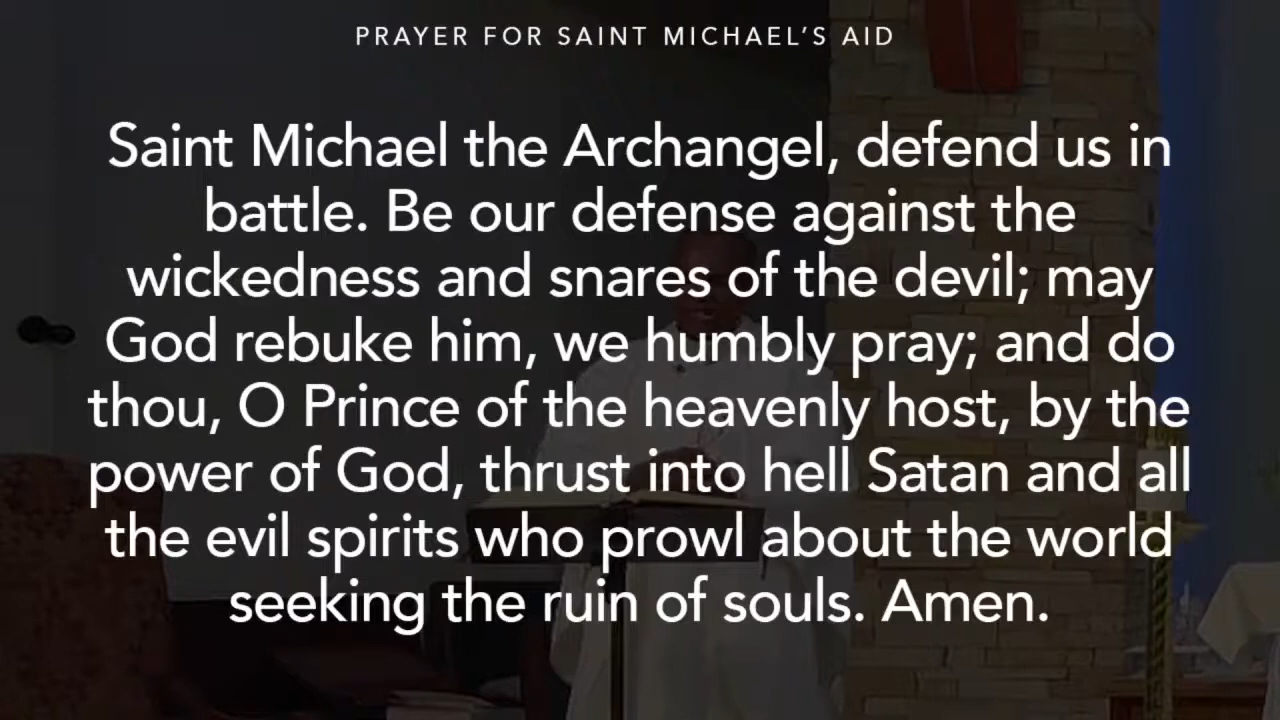 PRAYER FOR SAINT MICHAEL’S AID
Saint Michael the Archangel, defend us in
battle. Be our defense against the
wickedness and snares of the devil; may
God rebuke him, we humbly pray; and do
thou, O Prince of the heavenly host, by the
power of God, thrust into hell Satan and all
the evil spirits who prowl about the world
seeking the ruin of souls. Amen.